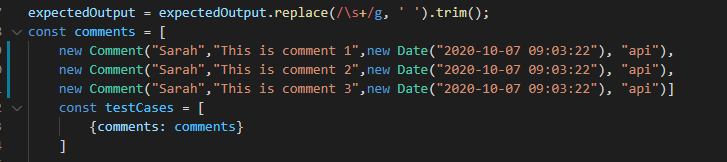 expectedOutput = expectedOutput.replace(/\s+/g, ' ').trim();
const comments = [
new Comment("Sarah","This is comment 1",new Date("2020-10-07 09:03:22"), "api"),
new Comment("Sarah","This is comment 2",new Date("2020-10-07 09:03:22"), "api"),
new Comment("Sarah","This is comment 3",new Date("2020-10-07 09:03:22"), "api")]
const testCases = [
{comments: comments}
]